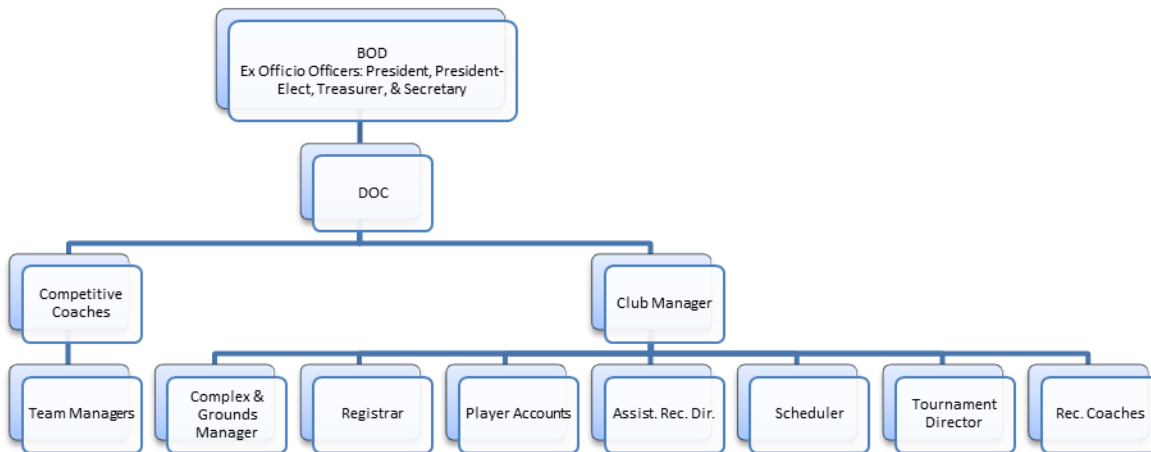 BOD
Ex Officio Officers: President, President-
Elect, Treasurer, & Secretary
DOC
Competitive
Coaches
Club Manager
Team Managers
Complex &
Grounds
Manager
Registrar
Player Accounts
Assist. Rec. Dir.
Scheduler
Tournament
Director
Rec. Coaches